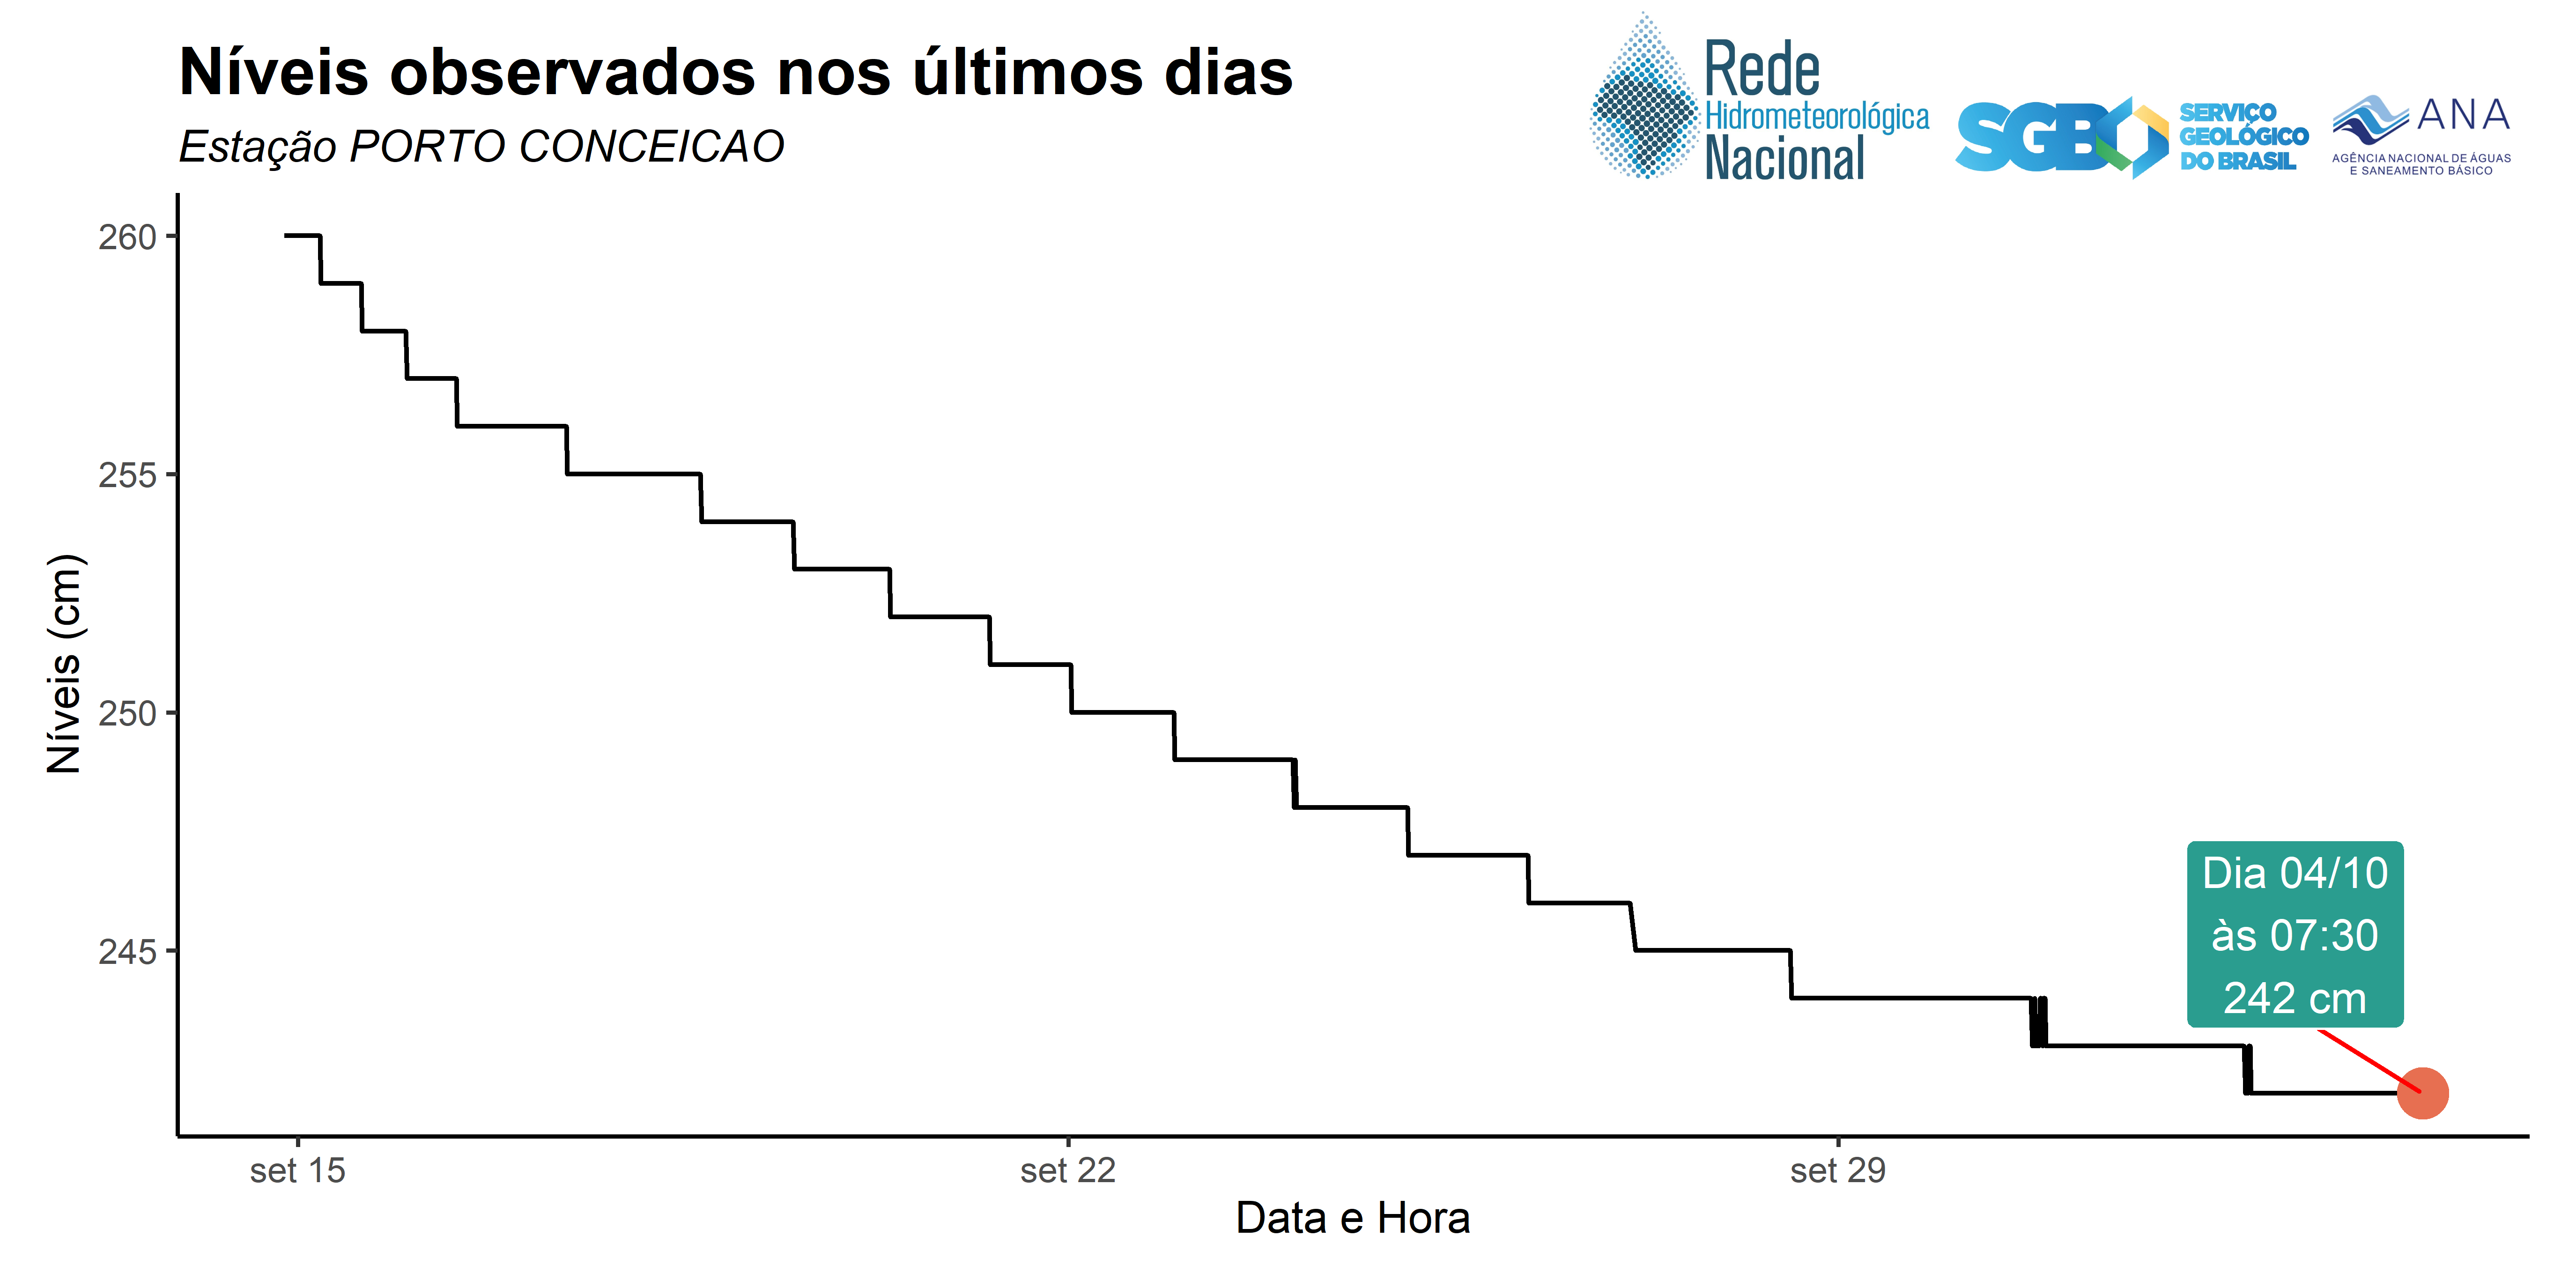 Níveis observados nos últimos dias
Estação PORTO CONCEICAO
Rede
Hidrometeorológica
Nacional
SGB
SERVIÇO
GEOLÓGICO
DO BRASIL
ANA
AGÊNCIA NACIONAL DE ÁGUAS
E SANEAMENTO BÁSICO
Níveis (cm)
260
255
250
245
Dia 04/10
às 07:30
242 cm
set 15
set 22
set 29
Data e Hora